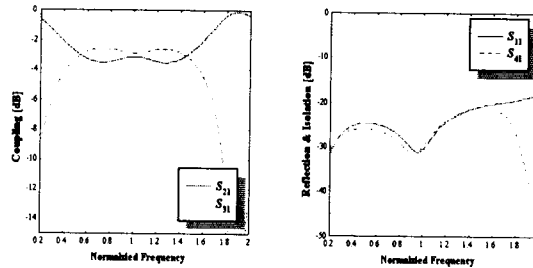 0
-2
-4
-6
-8
-10
-12
-14
Coupling [dB]
S21
S31
0.2 0.4 0.6 0.8 1 1.2 1.4 1.6 1.8 2
Normalized Frequency
0
-10
-20
-30
-40
-50
Reflection & Isolation [dB]
S11
S41
0.2 0.4 0.6 0.8 1 1.2 1.4 1.6 1.8
Normalized Frequency